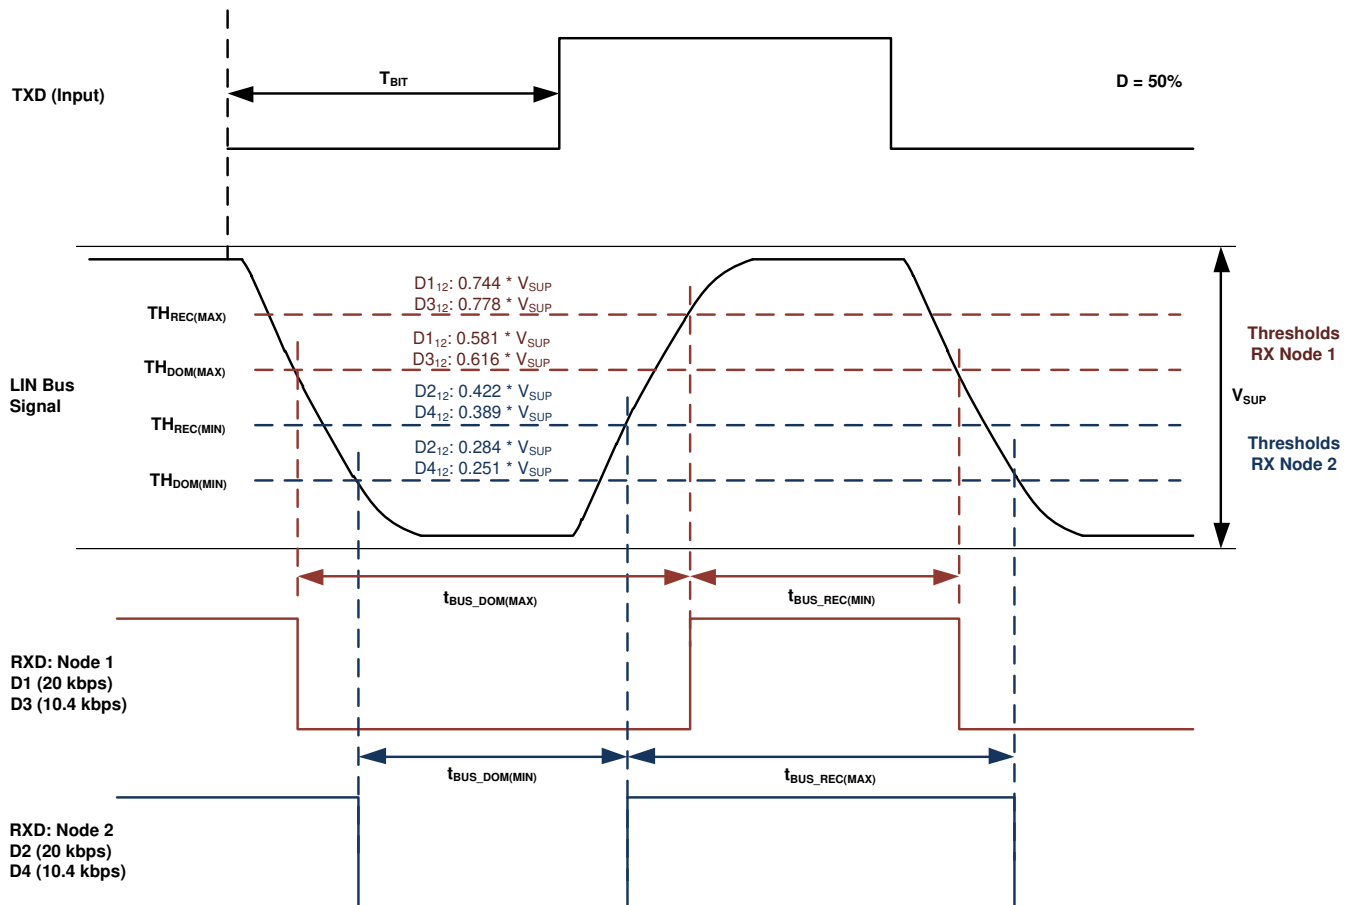 TXD (Input)
TBIT
D = 50%
D112: 0.744 * VSUP
D312: 0.778 * VSUP
THREC(MAX)
D112: 0.581 * VSUP
D312: 0.616 * VSUP
THDOM(MAX)
Thresholds
RX Node 1
LIN Bus
Signal
D212: 0.422 * VSUP
D412: 0.389 * VSUP
VSUP
THREC(MIN)
D212: 0.284 * VSUP
D412: 0.251 * VSUP
THDOM(MIN)
Thresholds
RX Node 2
tBUS_DOM(MAX)
tBUS_REC(MIN)
RXD: Node 1
D1 (20 kbps)
D3 (10.4 kbps)
tBUS_DOM(MIN)
tBUS_REC(MAX)
RXD: Node 2
D2 (20 kbps)
D4 (10.4 kbps)